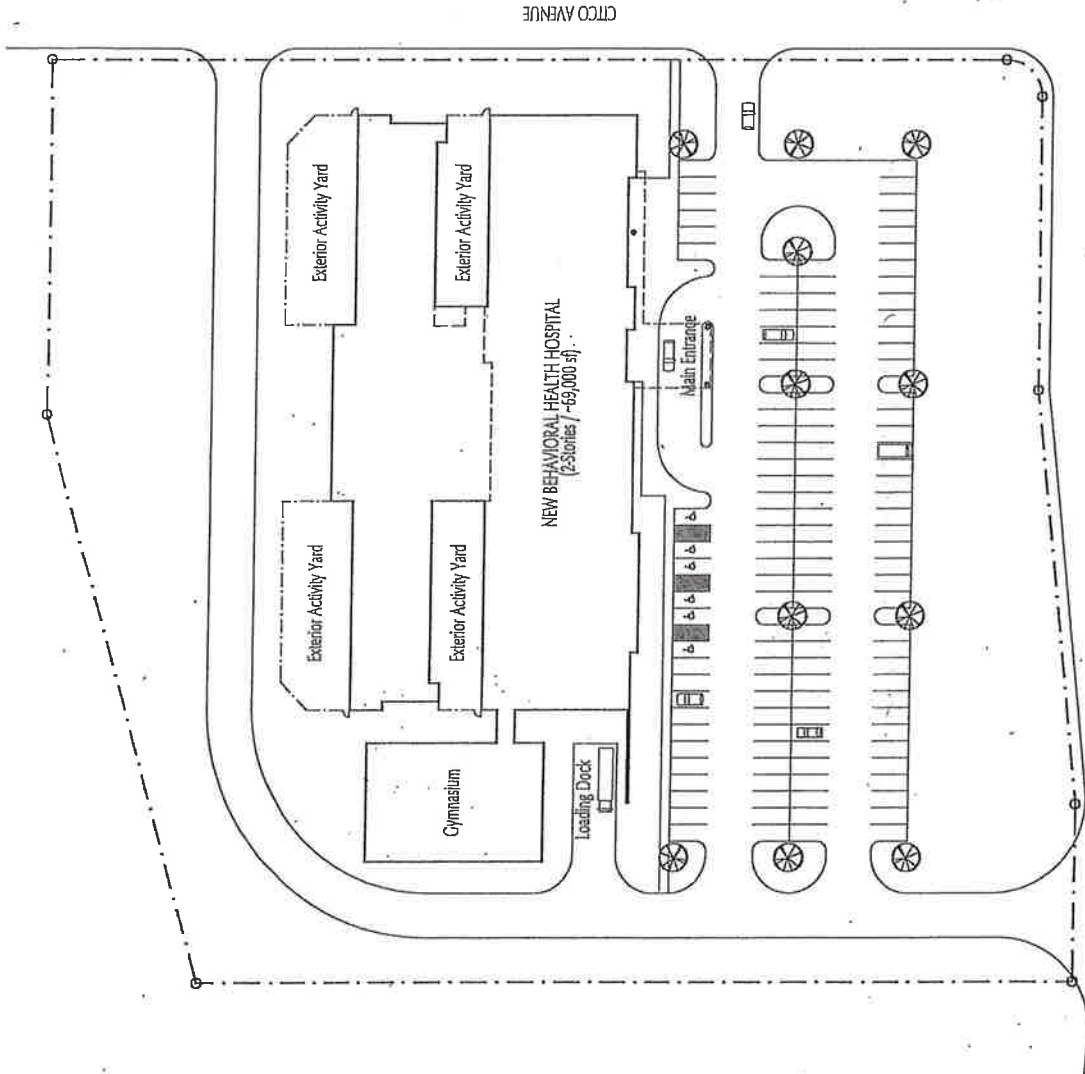 CITCO AVENUE
Exterior Activity Yard
Exterior Activity Yard
Exterior Activity Yard
Exterior Activity Yard
NEW BEHAVIORAL HEALTH HOSPITAL
(2-Stories / ~69,000 sf)
Main Entrance
Gymnasium
Loading Dock